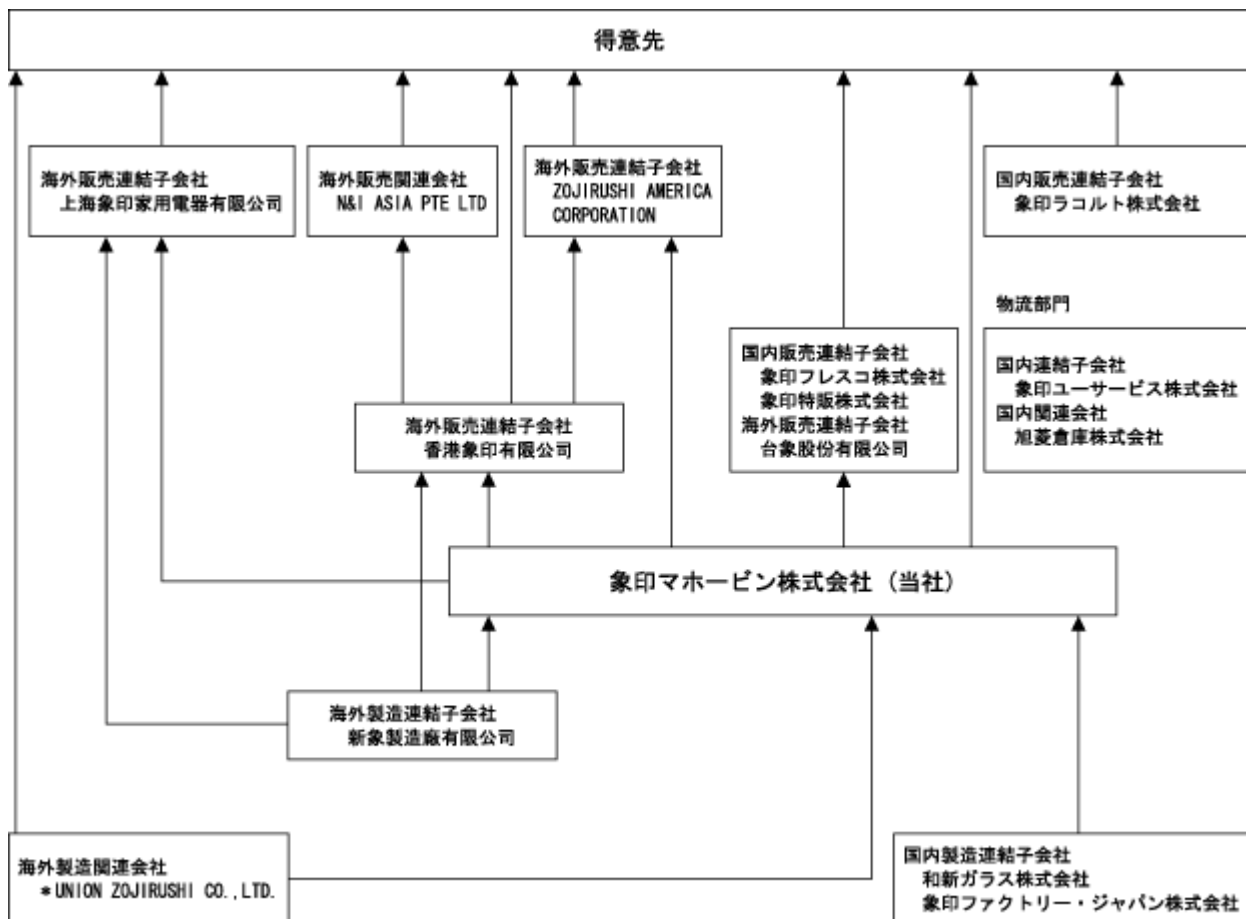 得意先
海外販売連結子会社
上海象印家用電器有限公司
海外販売関連会社
N&I ASIA PTE LTD
海外販売連結子会社
ZOJIRUSHI AMERICA
CORPORATION
国内販売連結子会社
象印ラコルト株式会社
物流部門
国内連結子会社
象印ユーサービス株式会社
国内関連会社
旭菱倉庫株式会社
国内販売連結子会社
象印フレスコ株式会社
象印特販株式会社
海外販売連結子会社
台象股份有限公司
海外販売連結子会社
香港象印有限公司
象印マホービン株式会社（当社）
海外製造連結子会社
新象製造廠有限公司
海外製造関連会社
＊UNION ZOJIRUSHI CO.,LTD.
国内製造連結子会社
和新ガラス株式会社
象印ファクトリー・ジャパン株式会社